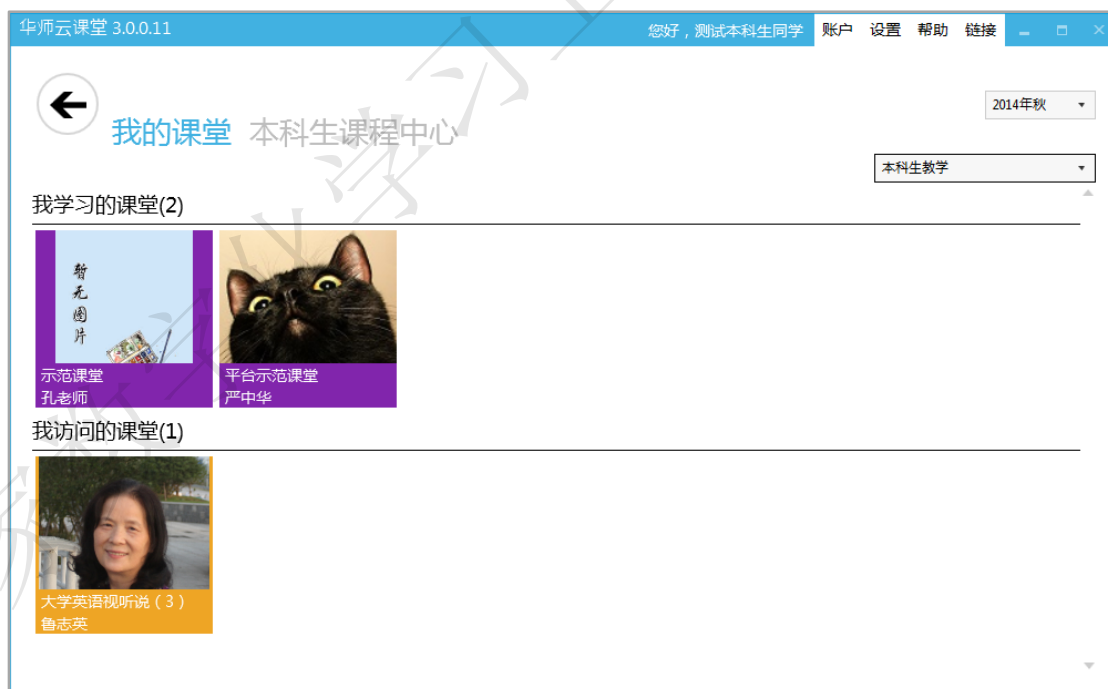 华师云课堂 3.0.0.11
您好，测试本科生同学 账户 设置 帮助 链接
2014年秋
我的课堂 本科生课程中心
本科生教学
我学习的课堂(2)
暂无图片
示范课堂
孔老师
平台示范课堂
严中华
我访问的课堂(1)
大学英语视听说（3）
鲁志英